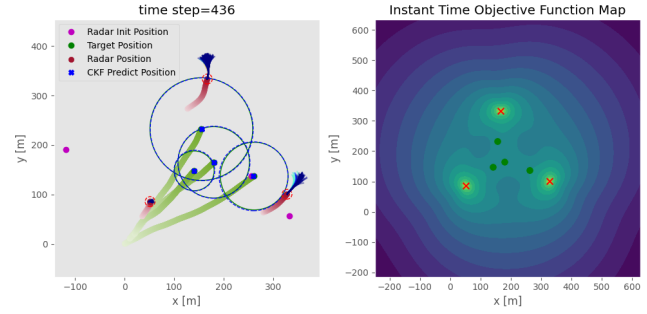 time step=436
Radar Init Position
Target Position
Radar Position
CKF Predict Position
400
300
200
100
0
y [m]
−100
0
100
200
300
x [m]
Instant Time Objective Function Map
600
500
400
300
200
100
0
−100
−200
y [m]
−200
−100
0
100
200
300
400
500
600
x [m]